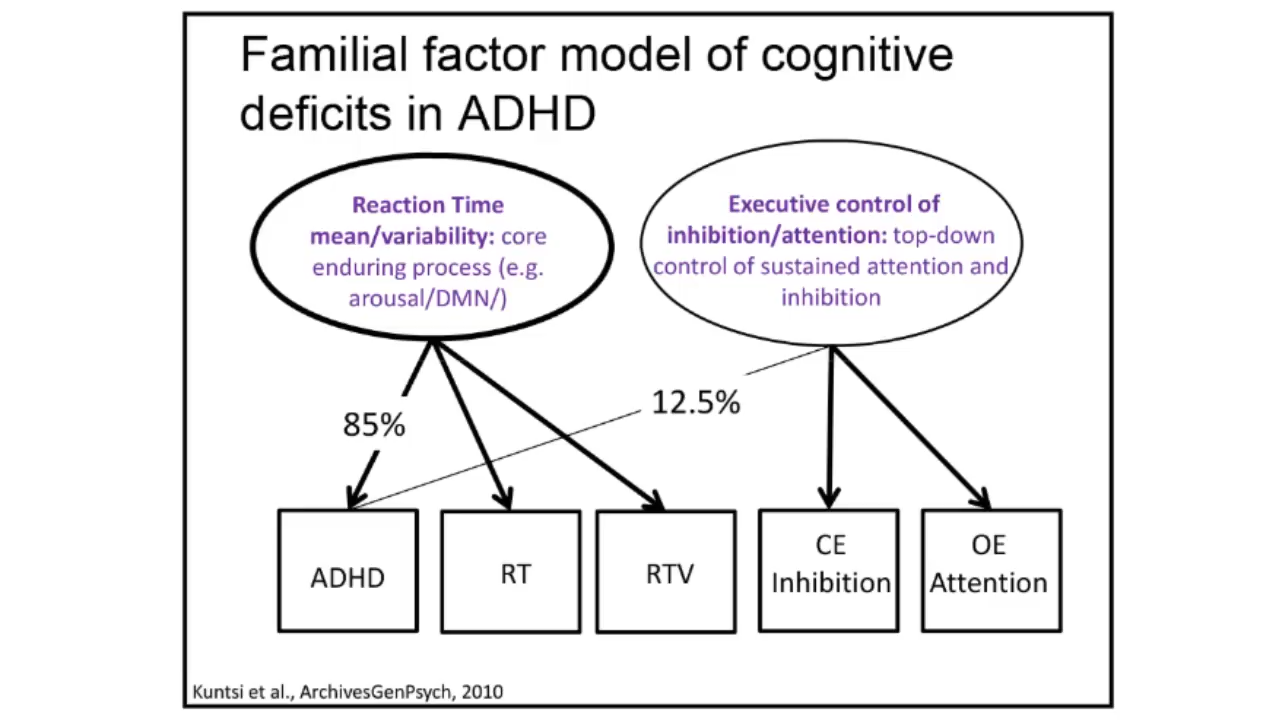 Familial factor model of cognitive
deficits in ADHD
Reaction Time
mean/variability: core
enduring process (e.g.
arousal/DMN/)
Executive control of
inhibition/attention: top-down
control of sustained attention and
inhibition
85%
12.5%
ADHD
RT
RTV
CE
Inhibition
OE
Attention
Kuntsi et al., ArchivesGenPsych, 2010